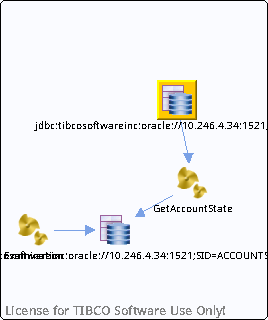 jdbc:tibcosoftwareinc:oracle://10.246.4.34:1521;
GetAccountState
oracle://10.246.4.34:1521;SID=ACCOUNTS
License for TIBCO Software Use Only!